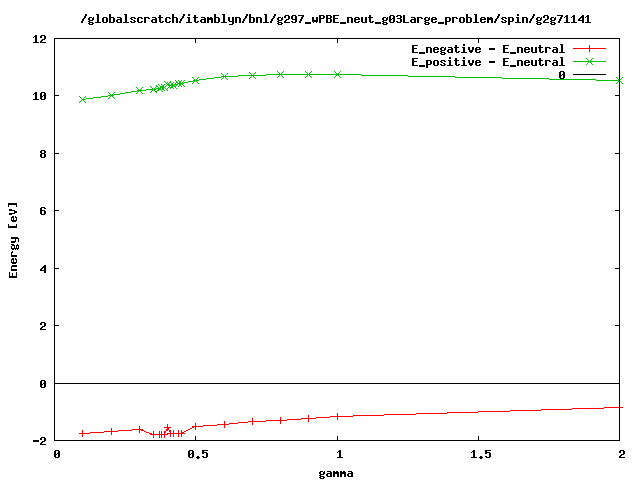 /globalscratch/itamblyn/bnl/g297_wPBE_neut_g03Large_problem/spin/g2g71141
E_negative - E_neutral
E_positive - E_neutral
0
12
10
8
6
4
2
0
-2
Energy [eV]
0
0.5
1
1.5
2
gamma